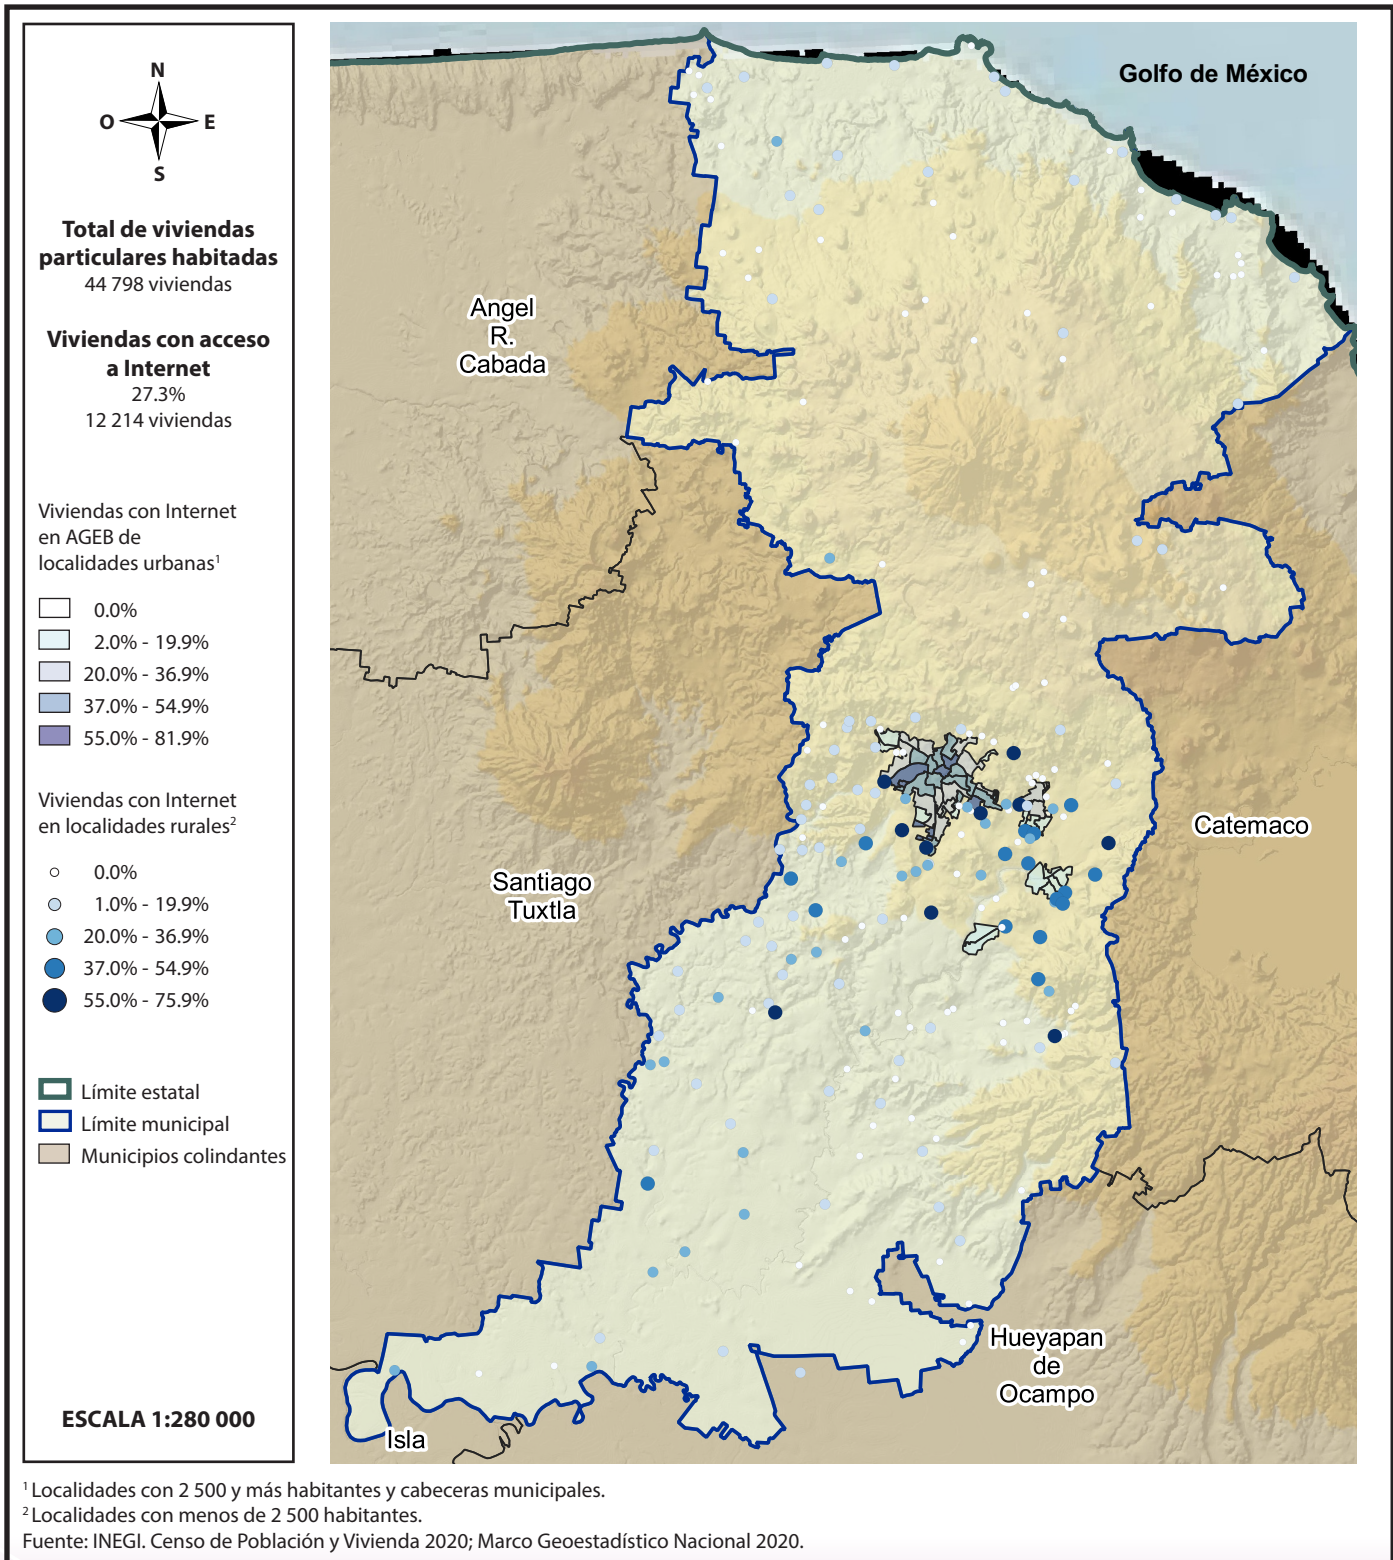 N
O E
S
Total de viviendas
particulares habitadas
44 798 viviendas
Viviendas con acceso
a Internet
27.3%
12 214 viviendas
Viviendas con Internet
en AGEB de
localidades urbanas¹
0.0%
2.0% - 19.9%
20.0% - 36.9%
37.0% - 54.9%
55.0% - 81.9%
Viviendas con Internet
en localidades rurales²
0.0%
1.0% - 19.9%
20.0% - 36.9%
37.0% - 54.9%
55.0% - 75.9%
Límite estatal
Límite municipal
Municipios colindantes
ESCALA 1:280 000
Golfo de México
Angel
R.
Cabada
Santiago
Tuxtla
Catemaco
Hueyapan
de
Ocampo
Isla
¹ Localidades con 2 500 y más habitantes y cabeceras municipales.
² Localidades con menos de 2 500 habitantes.
Fuente: INEGI. Censo de Población y Vivienda 2020; Marco Geoestadístico Nacional 2020.